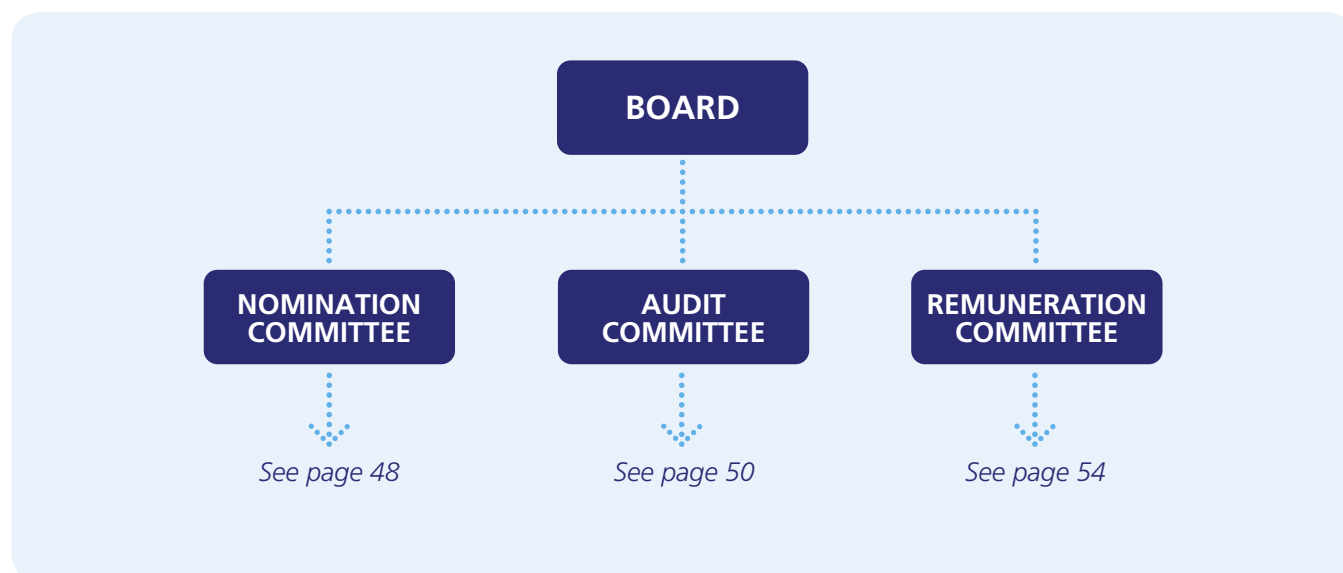 BOARD
NOMINATION
COMMITTEE
AUDIT
COMMITTEE
REMUNERATION
COMMITTEE
See page 48
See page 50
See page 54